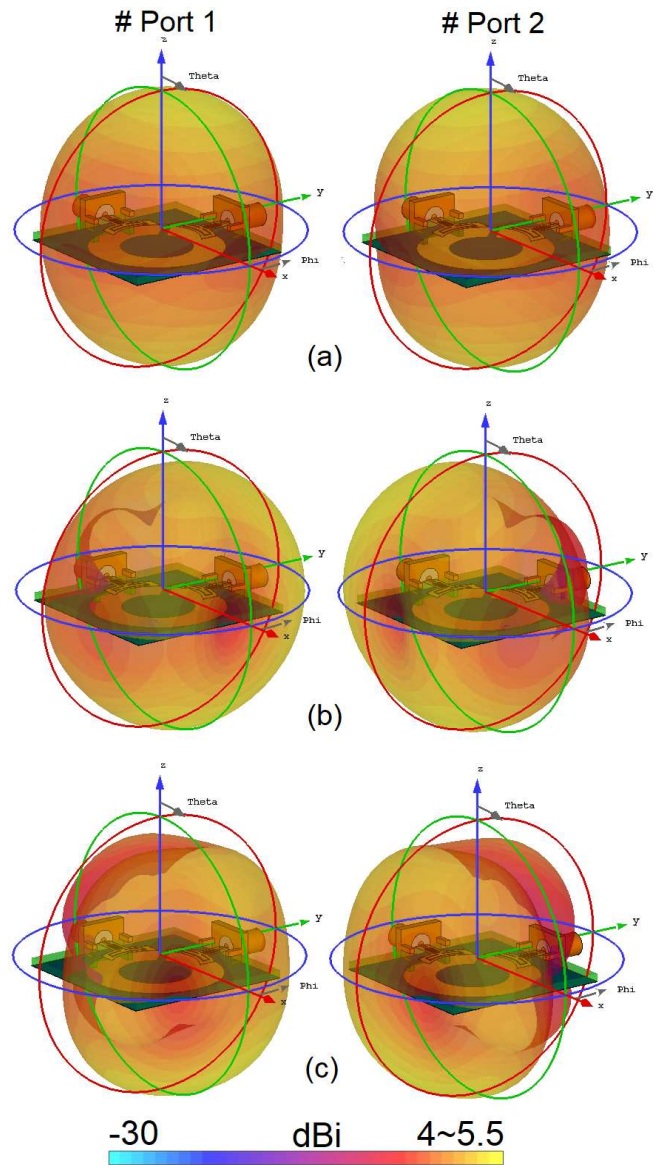 # Port 1 # Port 2
z z
Theta Theta
y y
Phi Phi
x x
(a)
z z
Theta Theta
y y
Phi Phi
x x
(b)
z z
Theta Theta
y y
Phi Phi
x x
(c)
-30 dBi 4~5.5